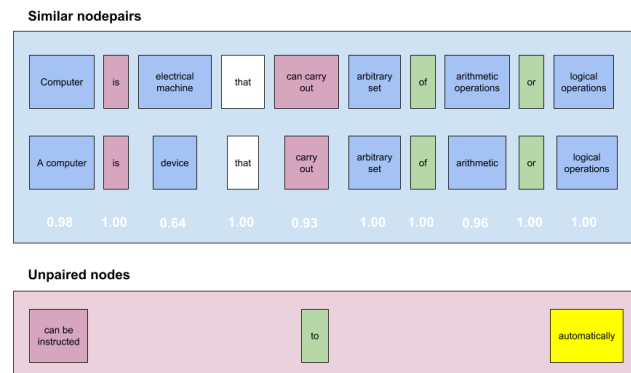 Similar nodepairs
Computer is electrical machine that can carry out arbitrary set of arithmetic operations or logical operations
A computer is device that carry out arbitrary set of arithmetic or logical operations
0.98 1.00 0.64 1.00 0.93 1.00 1.00 0.96 1.00 1.00
Unpaired nodes
can be instructed to automatically